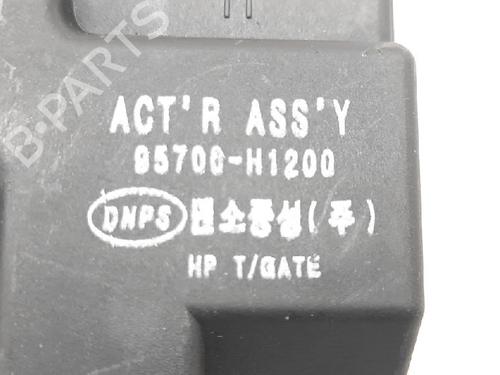 ACT'R ASS'Y
95700-H1200
DNPS 덴소풍성(주)
HP T/GATE
B-PARTS